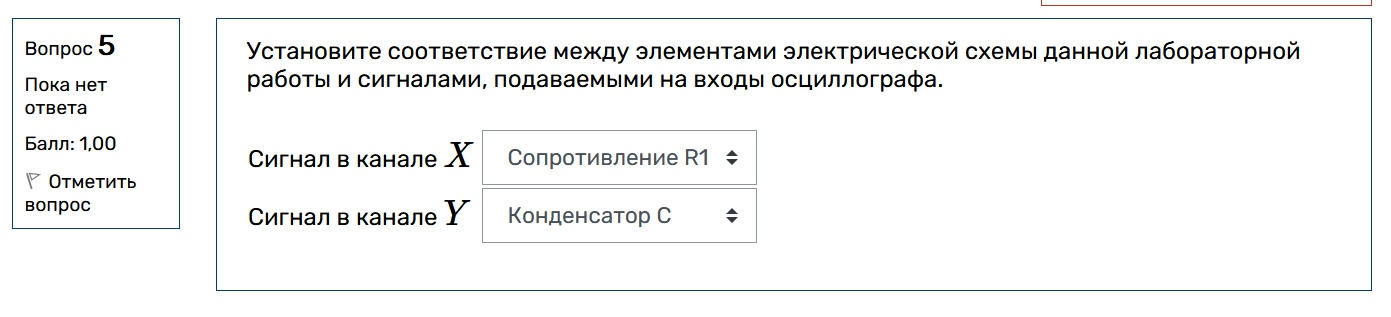 Вопрос 5
Пока нет
ответа
Балл: 1,00
Отметить
вопрос
Установите соответствие между элементами электрической схемы данной лабораторной
работы и сигналами, подаваемыми на входы осциллографа.
Сигнал в канале X Сопротивление R1
Сигнал в канале Y Конденсатор C